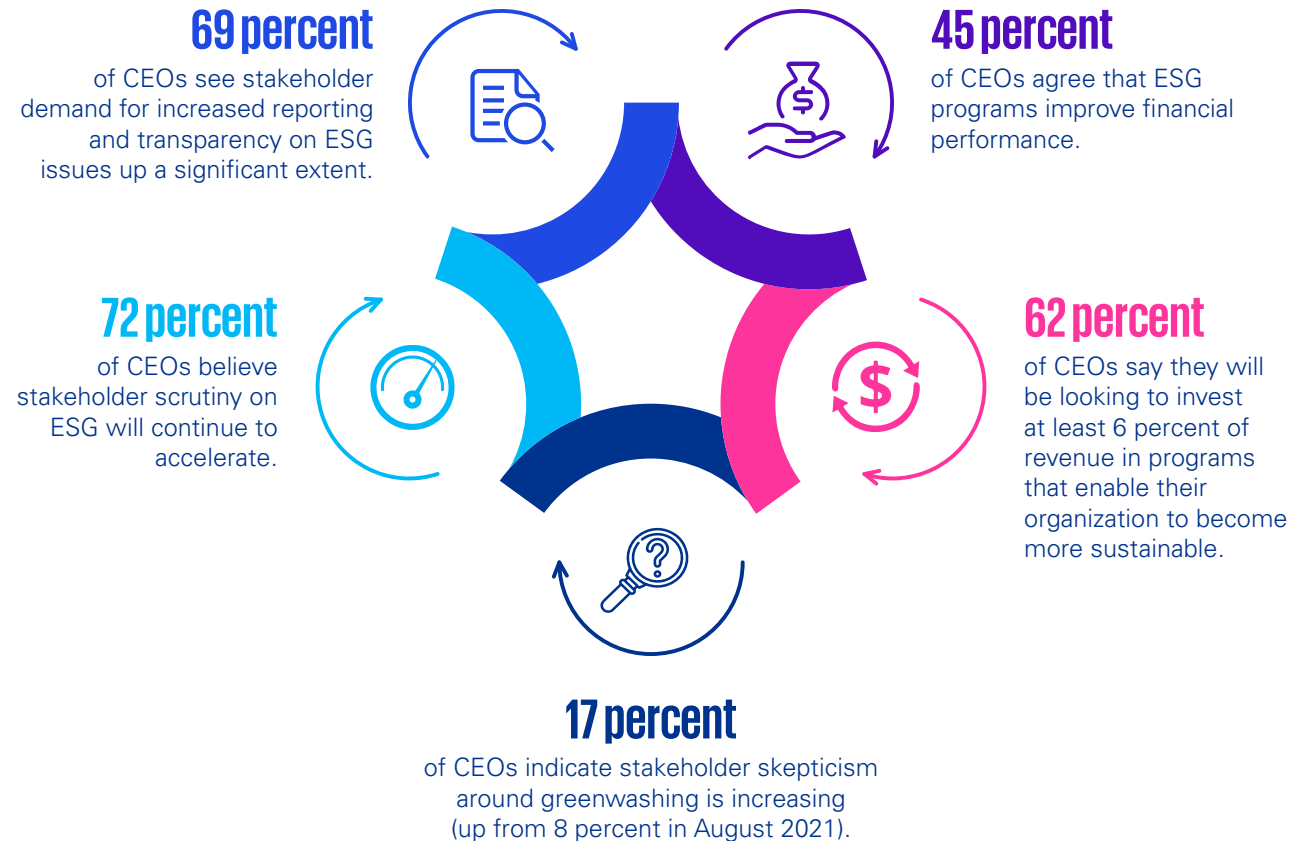 69 percent
of CEOs see stakeholder
demand for increased reporting
and transparency on ESG
issues up a significant extent.
45 percent
of CEOs agree that ESG
programs improve financial
performance.
72 percent
of CEOs believe
stakeholder scrutiny on
ESG will continue to
accelerate.
62 percent
of CEOs say they will
be looking to invest
at least 6 percent of
revenue in programs
that enable their
organization to become
more sustainable.
17 percent
of CEOs indicate stakeholder skepticism
around greenwashing is increasing
(up from 8 percent in August 2021).
$
$
?